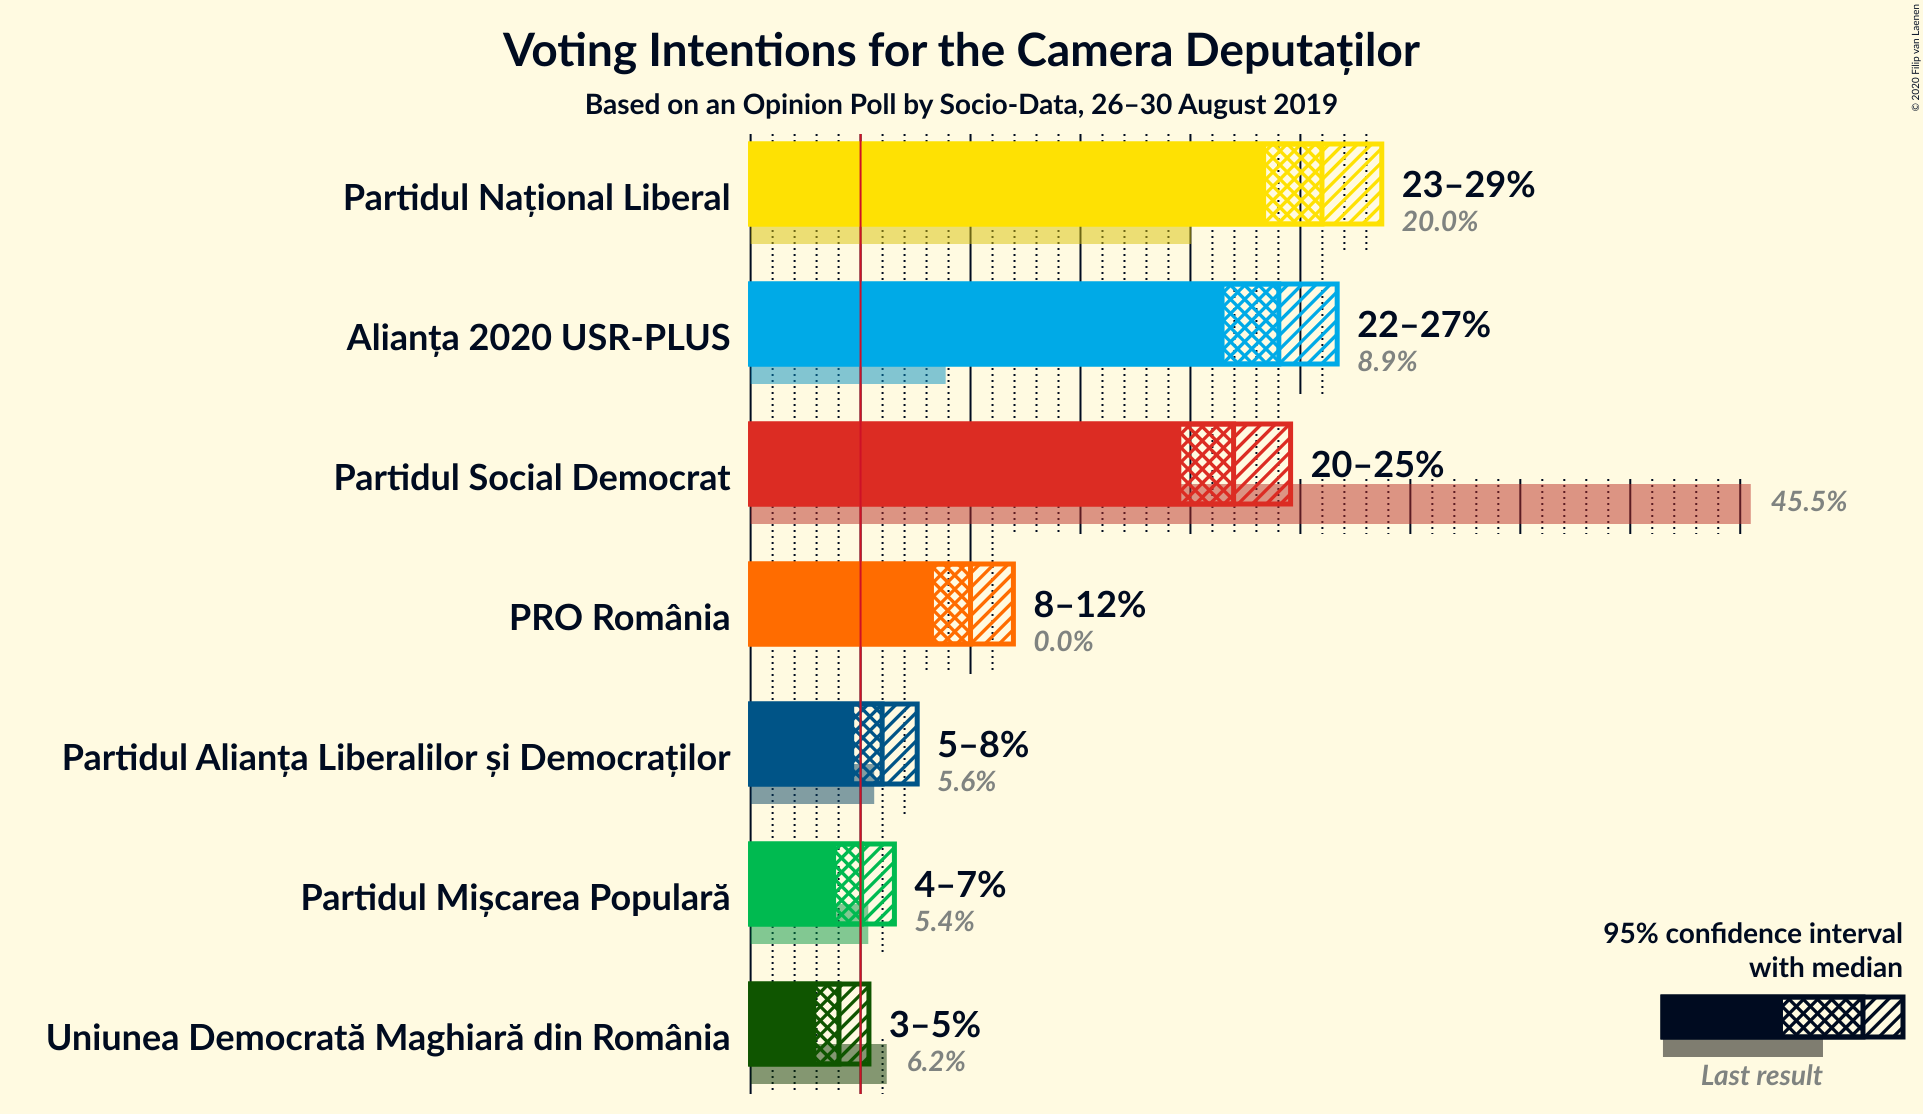 Voting Intentions for the Camera Deputaților
Based on an Opinion Poll by Socio-Data, 26–30 August 2019
© 2020 Filip van Laenen
Partidul Național Liberal
23–29%
20.0%
Alianța 2020 USR-PLUS
22–27%
8.9%
Partidul Social Democrat
20–25%
45.5%
PRO România
8–12%
0.0%
Partidul Alianța Liberalilor și Democraților
5–8%
5.6%
Partidul Mișcarea Populară
4–7%
5.4%
Uniunea Democrată Maghiară din România
3–5%
6.2%
95% confidence interval
with median
Last result